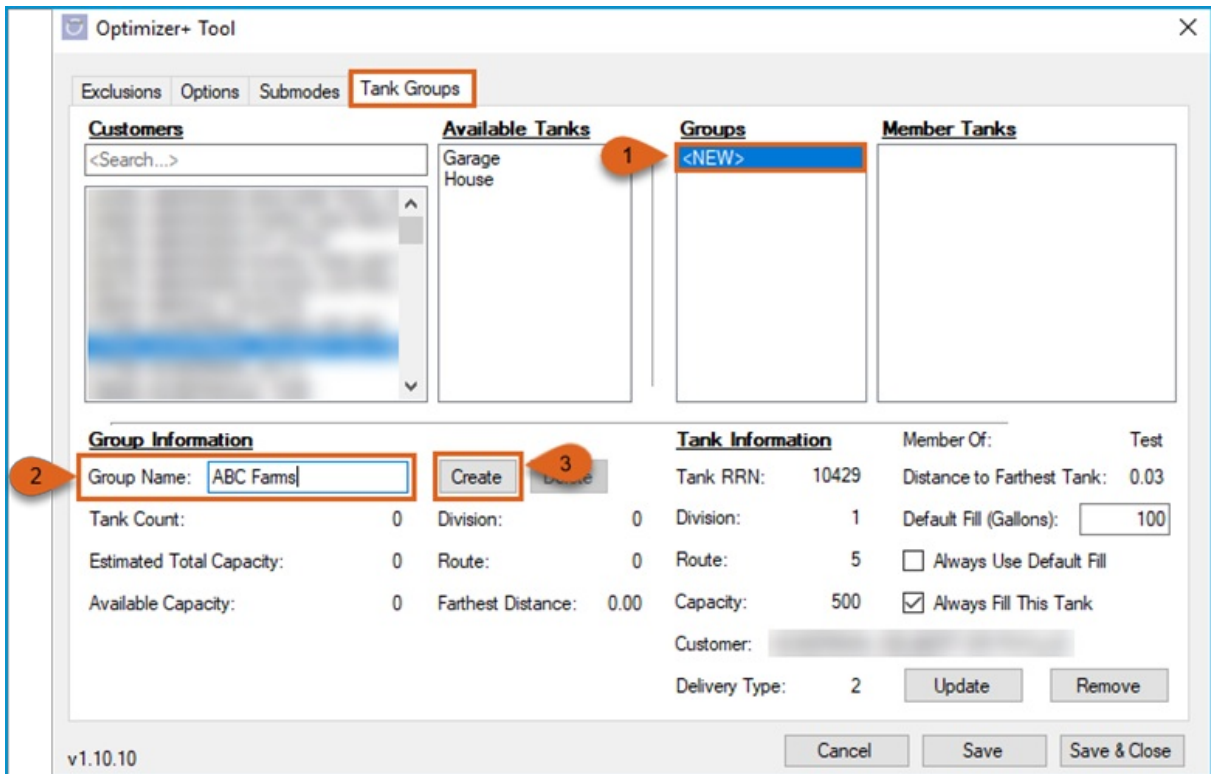 Optimizer+ Tool
Exclusions Options Submodes Tank Groups
Customers Available Tanks Groups Member Tanks
<Search...> Garage 1 <NEW>
House
Group Information Tank Information Member Of: Test
2 Group Name: ABC Farms Create 3 Tank RRN: 10429 Distance to Farthest Tank: 0.03
Tank Count: 0 Division: 0 Division: 1 Default Fill (Gallons): 100
Estimated Total Capacity: 0 Route: 0 Route: 5 Always Use Default Fill
Available Capacity: 0 Farthest Distance: 0.00 Capacity: 500 Always Fill This Tank
Customer:
Delivery Type: 2 Update Remove
v1.10.10 Cancel Save Save & Close